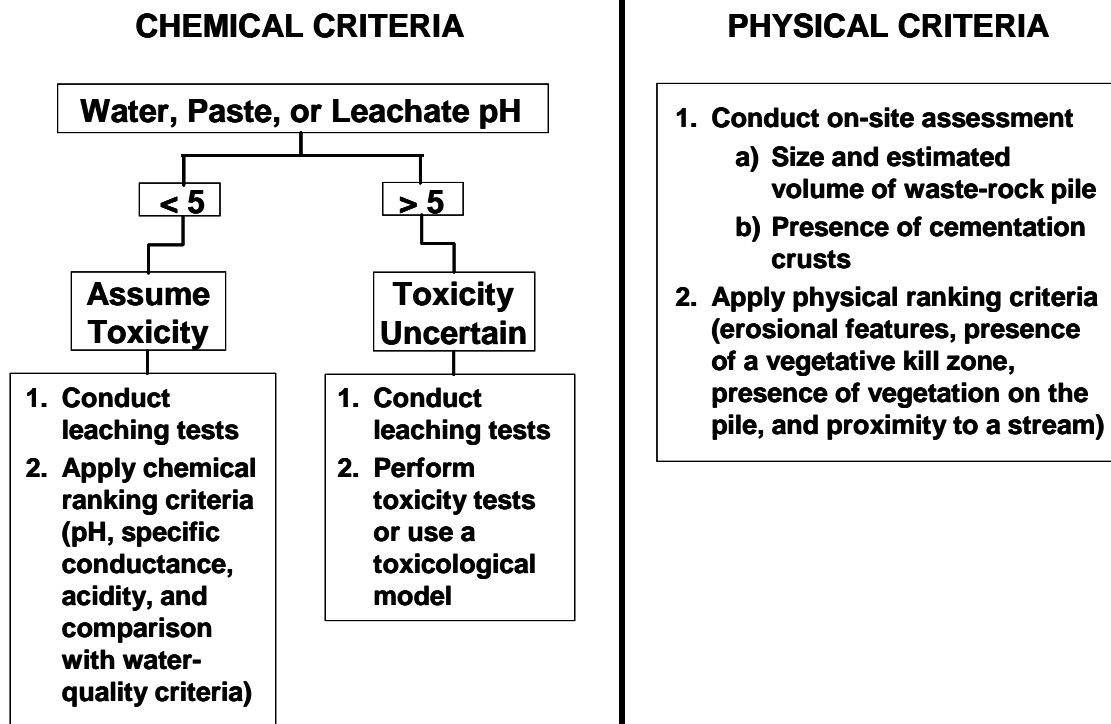 CHEMICAL CRITERIA
Water, Paste, or Leachate pH
< 5
> 5
Assume
Toxicity
Toxicity
Uncertain
1. Conduct
leaching tests
2. Apply chemical
ranking criteria
(pH, specific
conductance,
acidity, and
comparison
with water-
quality criteria)
1. Conduct
leaching tests
2. Perform
toxicity tests
or use a
toxicological
model
PHYSICAL CRITERIA
1. Conduct on-site assessment
a) Size and estimated
volume of waste-rock pile
b) Presence of cementation
crusts
2. Apply physical ranking criteria
(erosional features, presence
of a vegetative kill zone,
presence of vegetation on the
pile, and proximity to a stream)